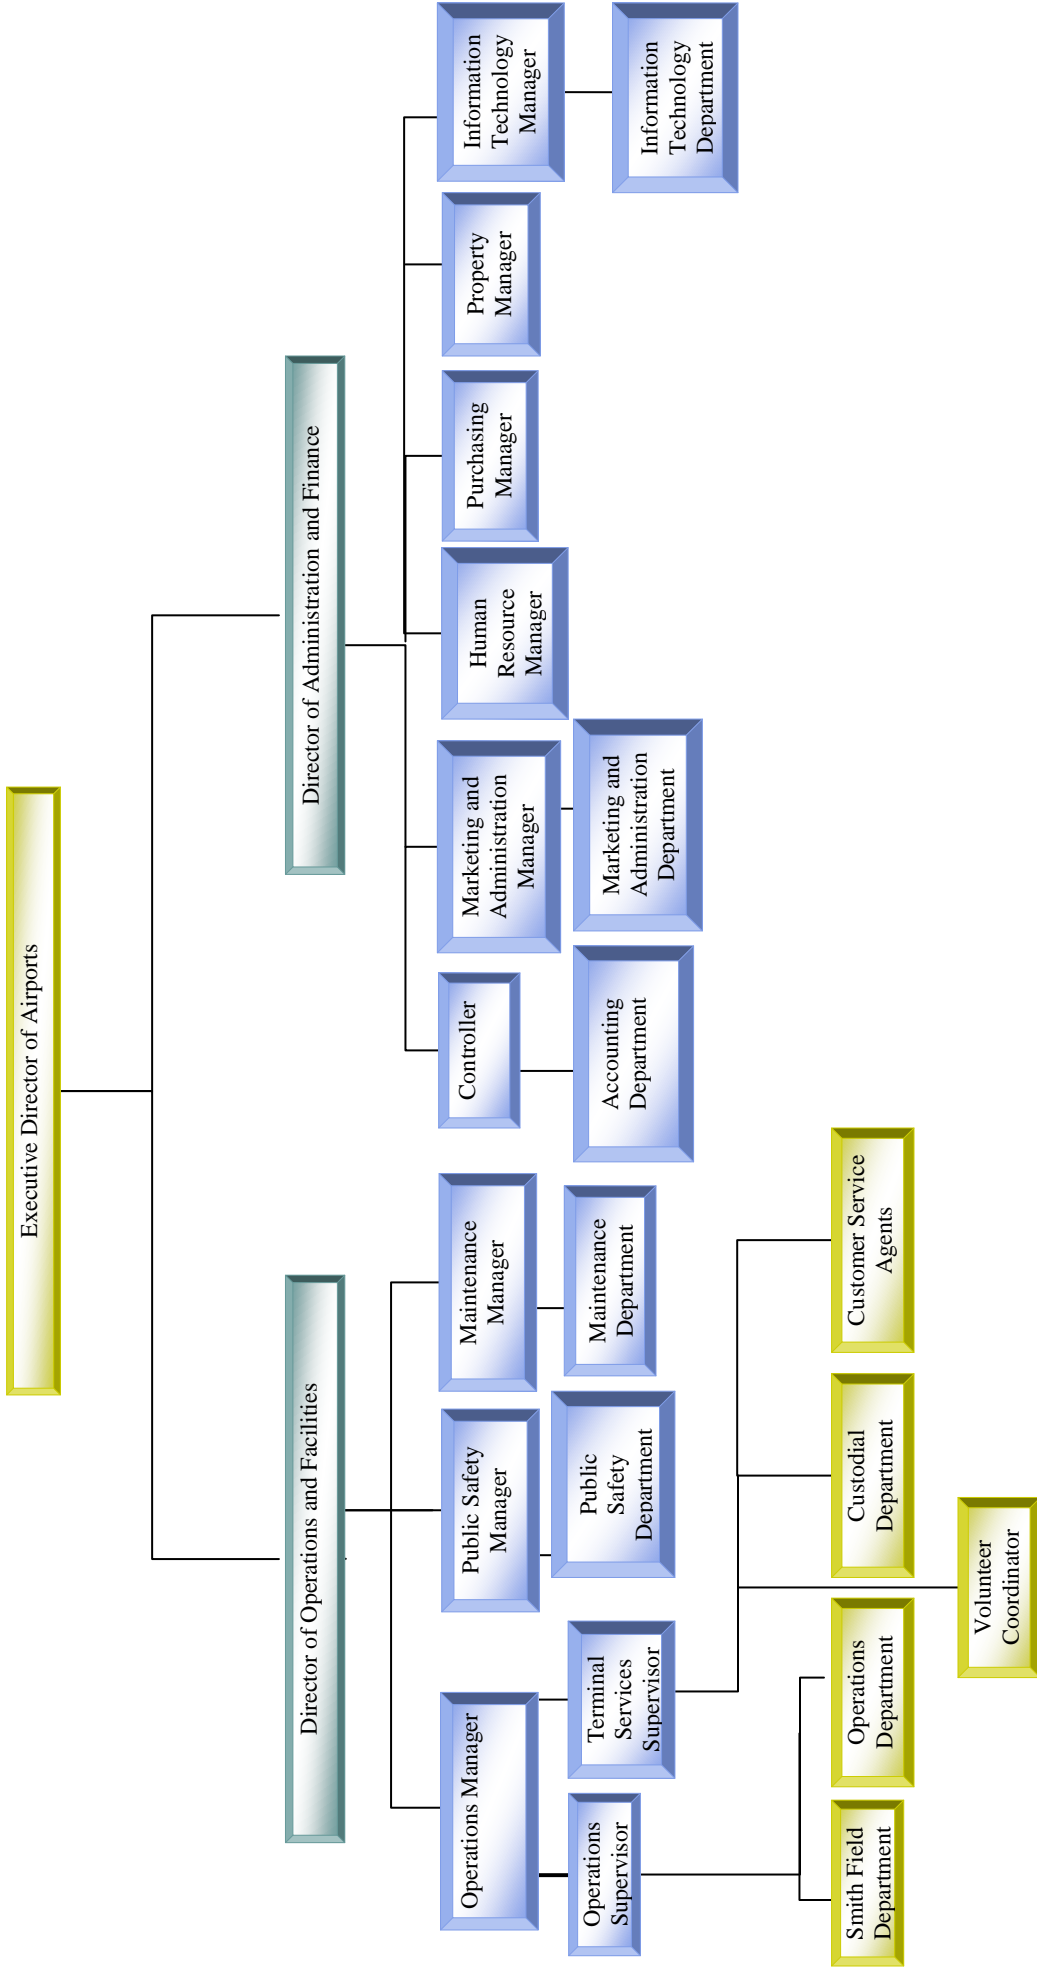 Executive Director of Airports
Director of Operations and Facilities
Director of Administration and Finance
Operations Manager
Public Safety
Manager
Maintenance
Manager
Controller
Marketing and
Administration
Manager
Human
Resource
Manager
Purchasing
Manager
Property
Manager
Information
Technology
Manager
Operations
Supervisor
Terminal
Services
Supervisor
Public
Safety
Department
Maintenance
Department
Accounting
Department
Marketing and
Administration
Department
Information
Technology
Department
Smith Field
Department
Operations
Department
Custodial
Department
Customer Service
Agents
Volunteer
Coordinator